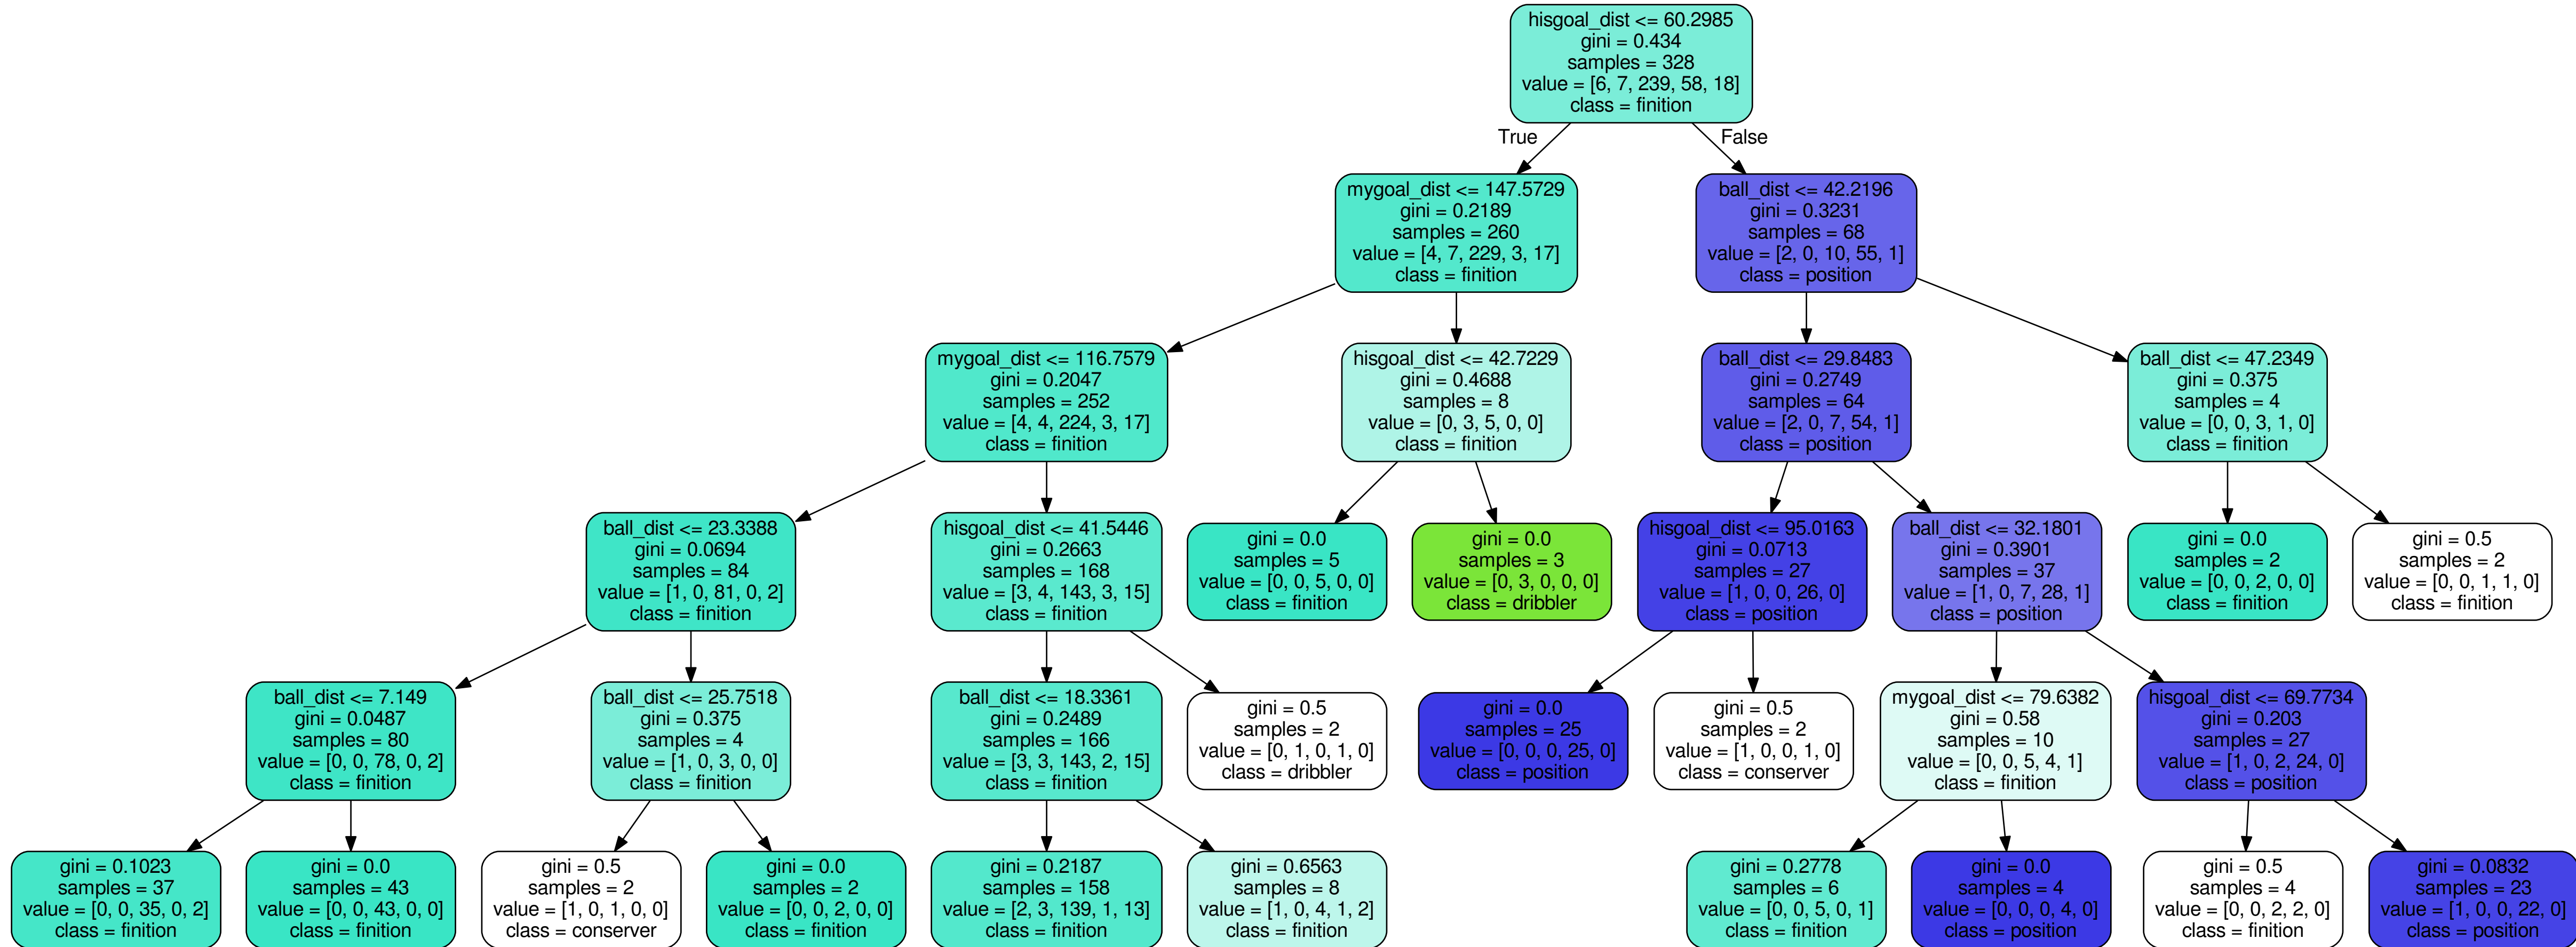 hisgoal_dist <= 60.2985
gini = 0.434
samples = 328
value = [6, 7, 239, 58, 18]
class = finition
True
False
mygoal_dist <= 147.5729
gini = 0.2189
samples = 260
value = [4, 7, 229, 3, 17]
class = finition
ball_dist <= 42.2196
gini = 0.3231
samples = 68
value = [2, 0, 10, 55, 1]
class = position
mygoal_dist <= 116.7579
gini = 0.2047
samples = 252
value = [4, 4, 224, 3, 17]
class = finition
hisgoal_dist <= 42.7229
gini = 0.4688
samples = 8
value = [0, 3, 5, 0, 0]
class = finition
ball_dist <= 29.8483
gini = 0.2749
samples = 64
value = [2, 0, 7, 54, 1]
class = position
ball_dist <= 47.2349
gini = 0.375
samples = 4
value = [0, 0, 3, 1, 0]
class = finition
ball_dist <= 23.3388
gini = 0.0694
samples = 84
value = [1, 0, 81, 0, 2]
class = finition
hisgoal_dist <= 41.5446
gini = 0.2663
samples = 168
value = [3, 4, 143, 3, 15]
class = finition
gini = 0.0
samples = 5
value = [0, 0, 5, 0, 0]
class = finition
gini = 0.0
samples = 3
value = [0, 3, 0, 0, 0]
class = dribbler
hisgoal_dist <= 95.0163
gini = 0.0713
samples = 27
value = [1, 0, 0, 26, 0]
class = position
ball_dist <= 32.1801
gini = 0.3901
samples = 37
value = [1, 0, 7, 28, 1]
class = position
gini = 0.0
samples = 2
value = [0, 0, 2, 0, 0]
class = finition
gini = 0.5
samples = 2
value = [0, 0, 1, 1, 0]
class = finition
ball_dist <= 7.149
gini = 0.0487
samples = 80
value = [0, 0, 78, 0, 2]
class = finition
ball_dist <= 25.7518
gini = 0.375
samples = 4
value = [1, 0, 3, 0, 0]
class = finition
ball_dist <= 18.3361
gini = 0.2489
samples = 166
value = [3, 3, 143, 2, 15]
class = finition
gini = 0.5
samples = 2
value = [0, 1, 0, 1, 0]
class = dribbler
gini = 0.0
samples = 25
value = [0, 0, 0, 25, 0]
class = position
gini = 0.5
samples = 2
value = [1, 0, 0, 1, 0]
class = conserver
mygoal_dist <= 79.6382
gini = 0.58
samples = 10
value = [0, 0, 5, 4, 1]
class = finition
hisgoal_dist <= 69.7734
gini = 0.203
samples = 27
value = [1, 0, 2, 24, 0]
class = position
gini = 0.1023
samples = 37
value = [0, 0, 35, 0, 2]
class = finition
gini = 0.0
samples = 43
value = [0, 0, 43, 0, 0]
class = finition
gini = 0.5
samples = 2
value = [1, 0, 1, 0, 0]
class = conserver
gini = 0.0
samples = 2
value = [0, 0, 2, 0, 0]
class = finition
gini = 0.2187
samples = 158
value = [2, 3, 139, 1, 13]
class = finition
gini = 0.6563
samples = 8
value = [1, 0, 4, 1, 2]
class = finition
gini = 0.2778
samples = 6
value = [0, 0, 5, 0, 1]
class = finition
gini = 0.0
samples = 4
value = [0, 0, 0, 4, 0]
class = position
gini = 0.5
samples = 4
value = [0, 0, 2, 2, 0]
class = finition
gini = 0.0832
samples = 23
value = [1, 0, 0, 22, 0]
class = position